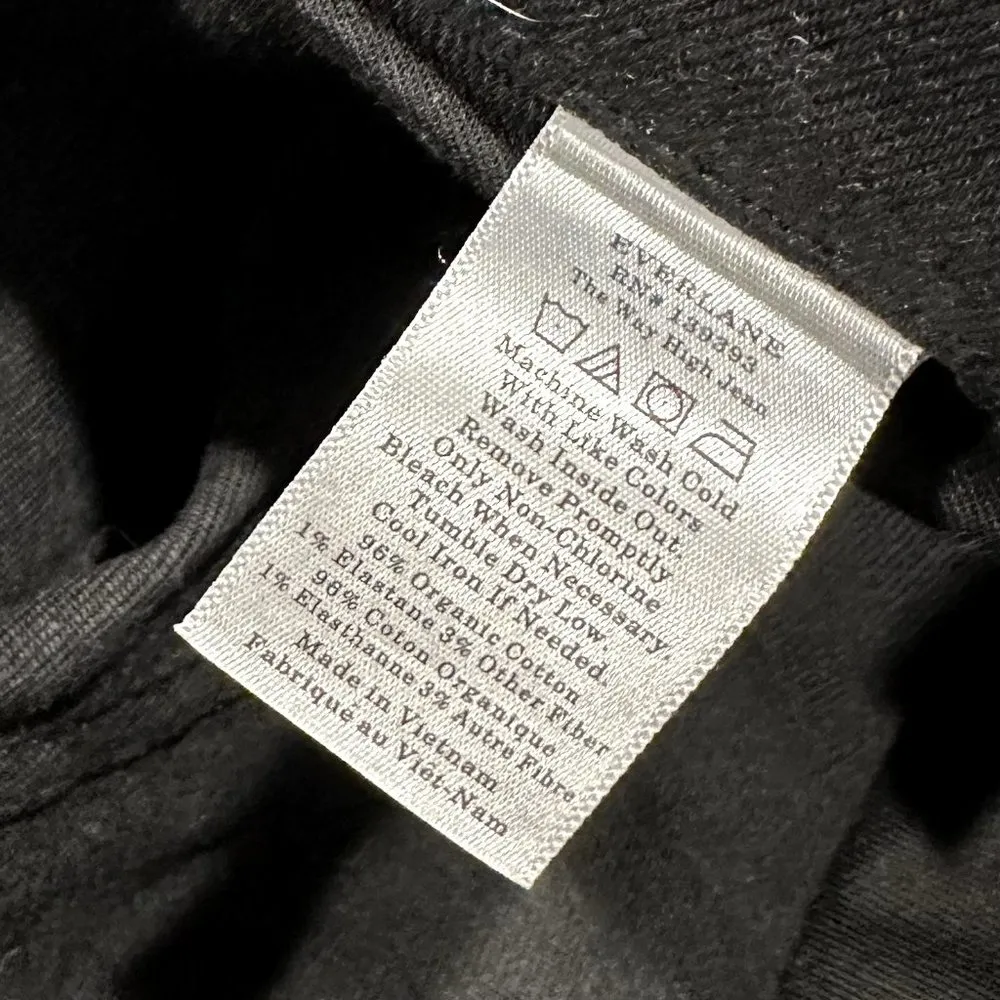 EVERLANE
RN# 139393
The Way High Jean
Machine Wash Cold
With Like Colors
Wash Inside Out.
Remove Promptly
Only Non-Chlorine
Bleach When Necessary.
Tumble Dry Low.
Cool Iron If Needed.
96% Organic Cotton
1% Elastane 3% Other Fiber
96% Coton Organique
1% Elasthanne 3% Autre Fibre
Made in Vietnam
Fabriqué au Viêt-Nam